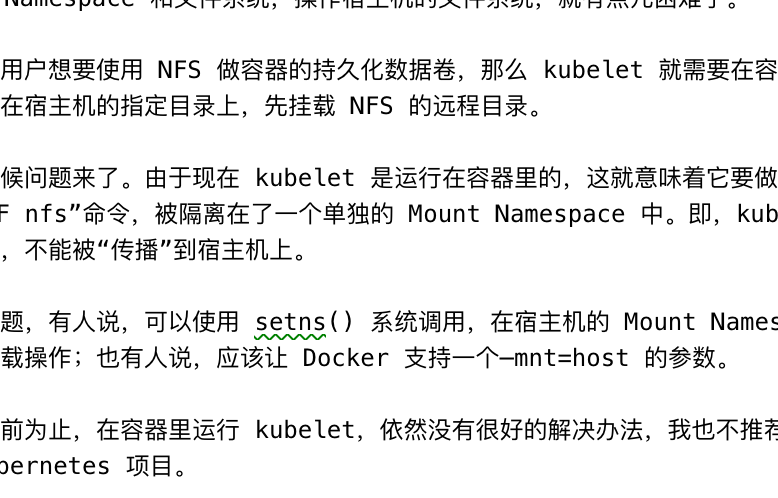 Namespace 和文件系统，操作宿主机的文件系统，就有点儿困难了。
用户想要使用 NFS 做容器的持久化数据卷，那么 kubelet 就需要在容
在宿主机的指定目录上，先挂载 NFS 的远程目录。
候问题来了。由于现在 kubelet 是运行在容器里的，这就意味着它要做
F nfs”命令，被隔离在了一个单独的 Mount Namespace 中。即，kub
，不能被“传播”到宿主机上。
题，有人说，可以使用 setns() 系统调用，在宿主机的 Mount Names
载操作；也有人说，应该让 Docker 支持一个–mnt=host 的参数。
前为止，在容器里运行 kubelet，依然没有很好的解决办法，我也不推荐
bernetes 项目。